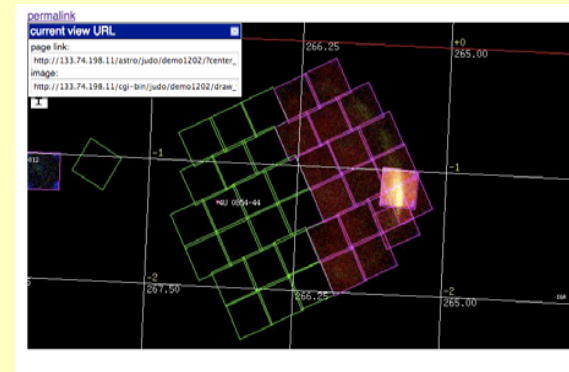 permalink
current view URL
page link:
http://133.74.198.11/astro/judo/demo1202/?center_
image:
http://133.74.198.11/cgi-bin/judo/demo1202/draw_
266.25
+0
265.00
012
-1
-1
-2
267.50
266.25
-2
265.00